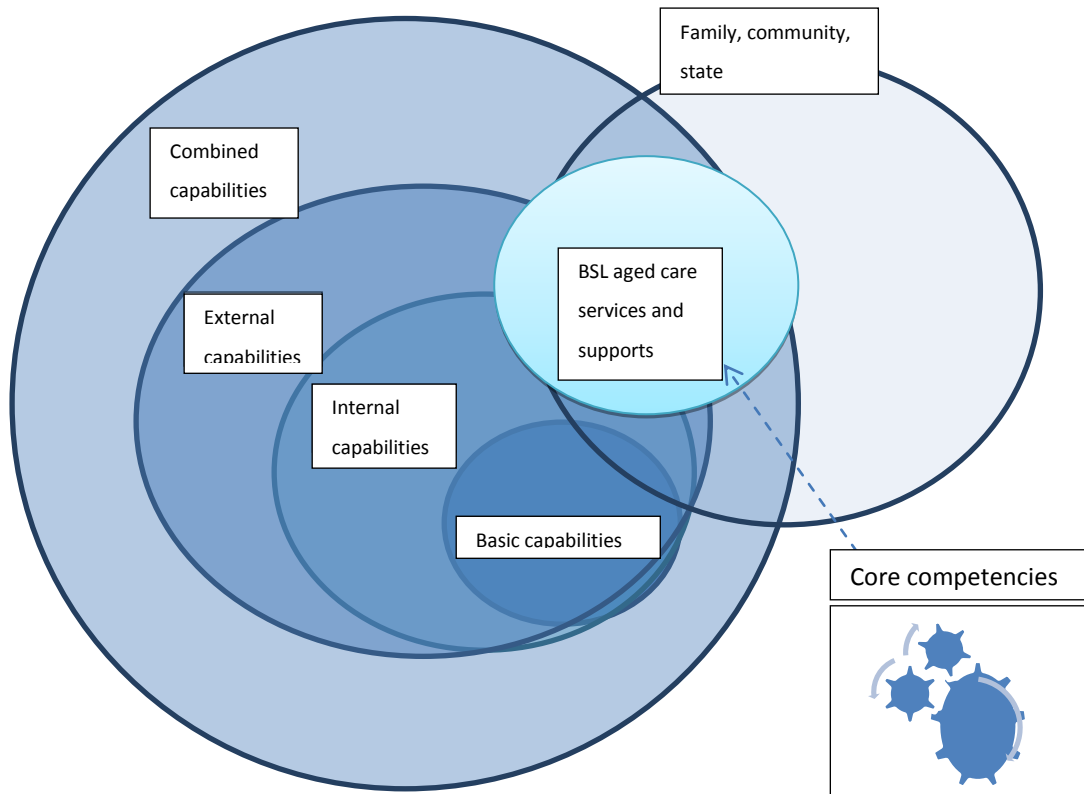 Family, community,
state
Combined
capabilities
BSL aged care
services and
supports
External
capabilities
Internal
capabilities
Basic capabilities
Core competencies